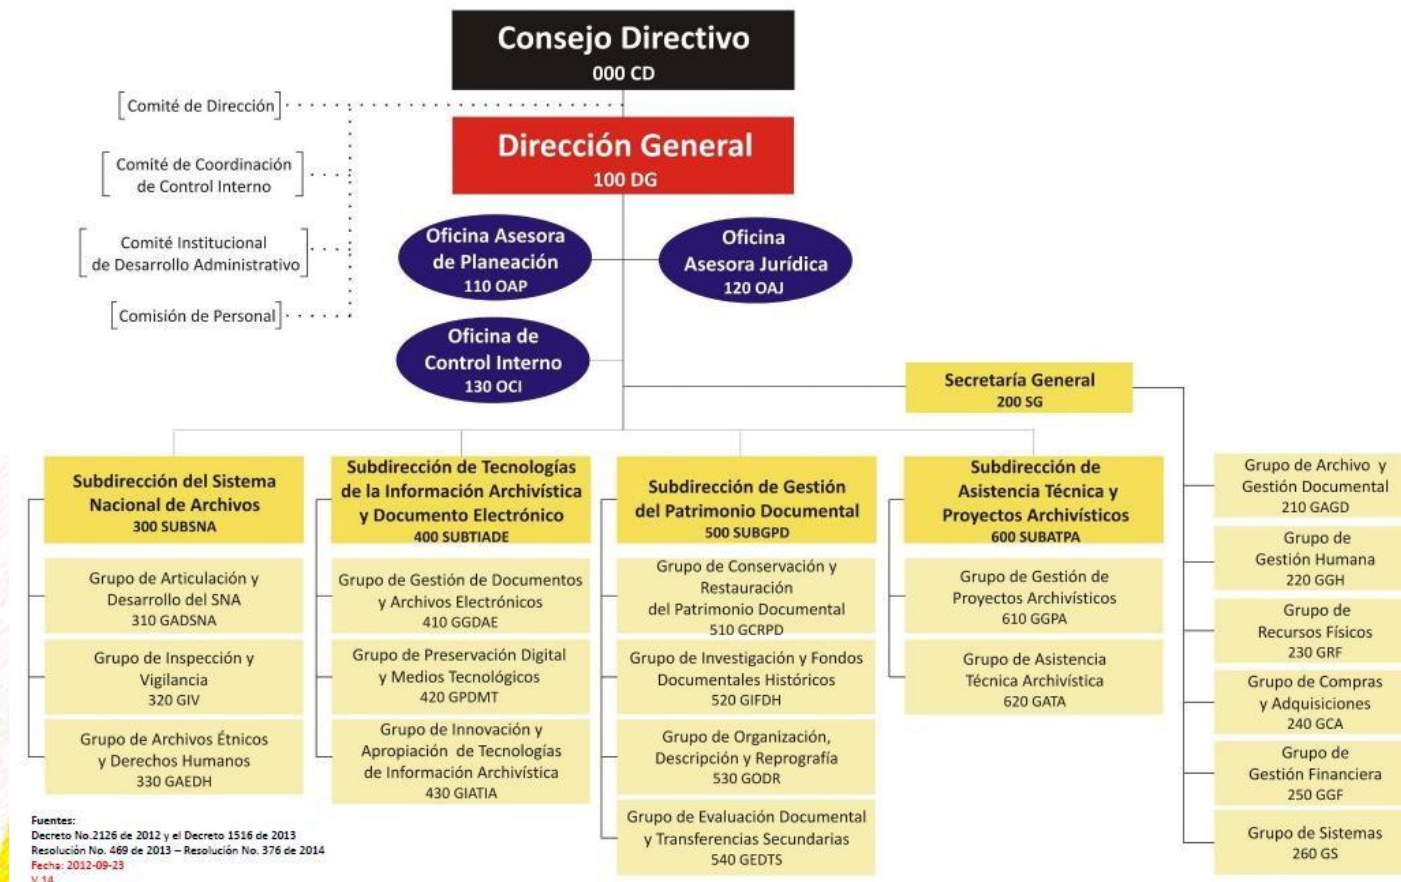 Consejo Directivo
000 CD
[Comité de Dirección]
Dirección General
100 DG
Comité de Coordinación
de Control Interno
Comité Institucional
de Desarrollo Administrativo
[Comisión de Personal]
Oficina Asesora
de Planeación
110 OAP
Oficina
Asesora Jurídica
120 OAJ
Oficina de
Control Interno
130 OCI
Secretaría General
200 SG
Subdirección del Sistema
Nacional de Archivos
300 SUBSNA
Grupo de Articulación y
Desarrollo del SNA
310 GADSNA
Grupo de Inspección y
Vigilancia
320 GIV
Grupo de Archivos Étnicos
y Derechos Humanos
330 GAEDH
Subdirección de Tecnologías
de la Información Archivística
y Documento Electrónico
400 SUBTIADE
Grupo de Gestión de Documentos
y Archivos Electrónicos
410 GGDAE
Grupo de Preservación Digital
y Medios Tecnológicos
420 GPDMT
Grupo de Innovación y
Apropiación de Tecnologías
de Información Archivística
430 GIATIA
Subdirección de Gestión
del Patrimonio Documental
500 SUBGPD
Grupo de Conservación y
Restauración
del Patrimonio Documental
510 GCRPD
Grupo de Investigación y Fondos
Documentales Históricos
520 GIFDH
Grupo de Organización,
Descripción y Reprografía
530 GODR
Grupo de Evaluación Documental
y Transferencias Secundarias
540 GEDTS
Subdirección de
Asistencia Técnica y
Proyectos Archivísticos
600 SUBATPA
Grupo de Gestión de
Proyectos Archivísticos
610 GGPA
Grupo de Asistencia
Técnica Archivística
620 GATA
Grupo de Archivo y
Gestión Documental
210 GAGD
Grupo de
Gestión Humana
220 GGH
Grupo de
Recursos Físicos
230 GRF
Grupo de Compras
y Adquisiciones
240 GCA
Grupo de
Gestión Financiera
250 GGF
Grupo de Sistemas
260 GS
Fuentes:
Decreto No.2126 de 2012 y el Decreto 1516 de 2013
Resolución No. 469 de 2013 – Resolución No. 376 de 2014
Fecha: 2012-09-23
V 14